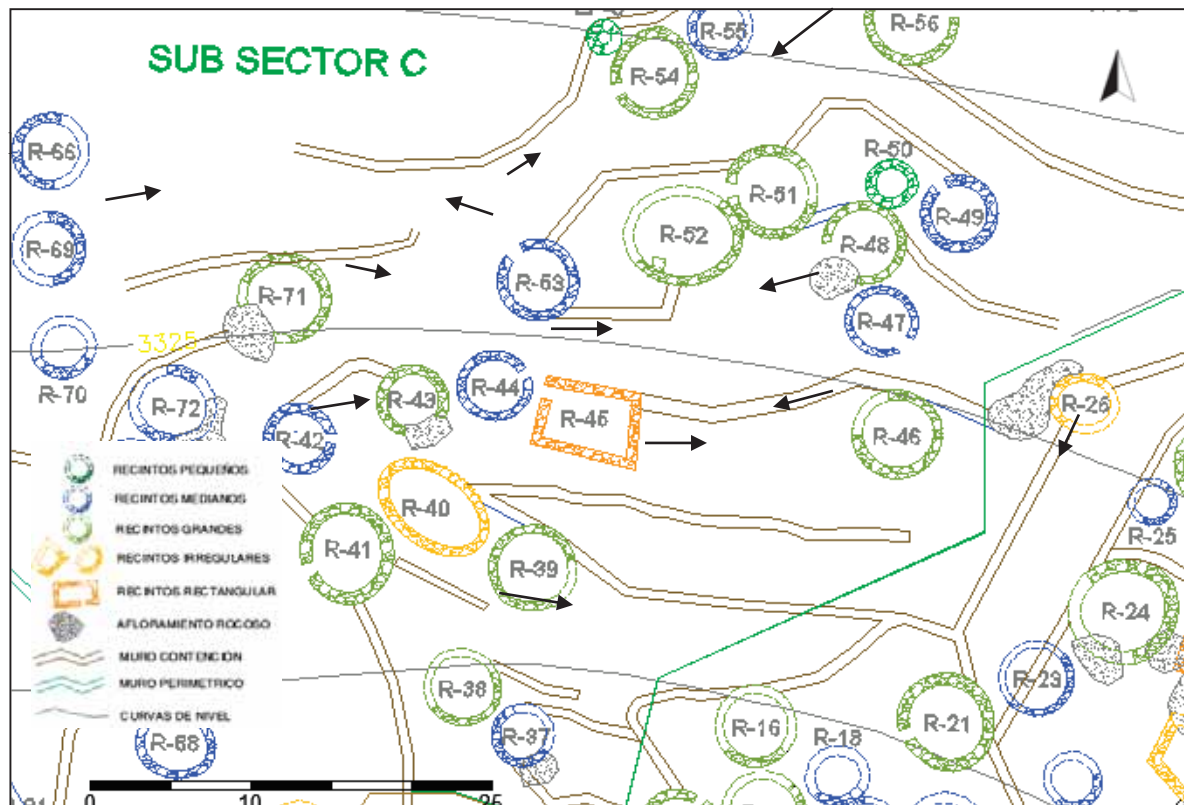 SUB SECTOR C
R-55
R-56
R-54
R-66
R-50
R-51
R-49
R-52
R-48
R-69
R-53
R-71
R-47
3325
R-70
R-72
R-44
R-43
R-45
R-26
R-42
R-46
R-40
R-25
R-41
R-39
R-24
R-38
R-23
R-37
R-16
R-21
R-18
R-68
RECINTOS PEQUEÑOS
RECINTOS MEDIANOS
RECINTOS GRANDES
RECINTOS IRREGULARES
RECINTOS RECTANGULAR
AFLORAMIENTO ROCOSO
MURO CONTENCION
MURO PERIMETRICO
CURVAS DE NIVEL
0 10 25